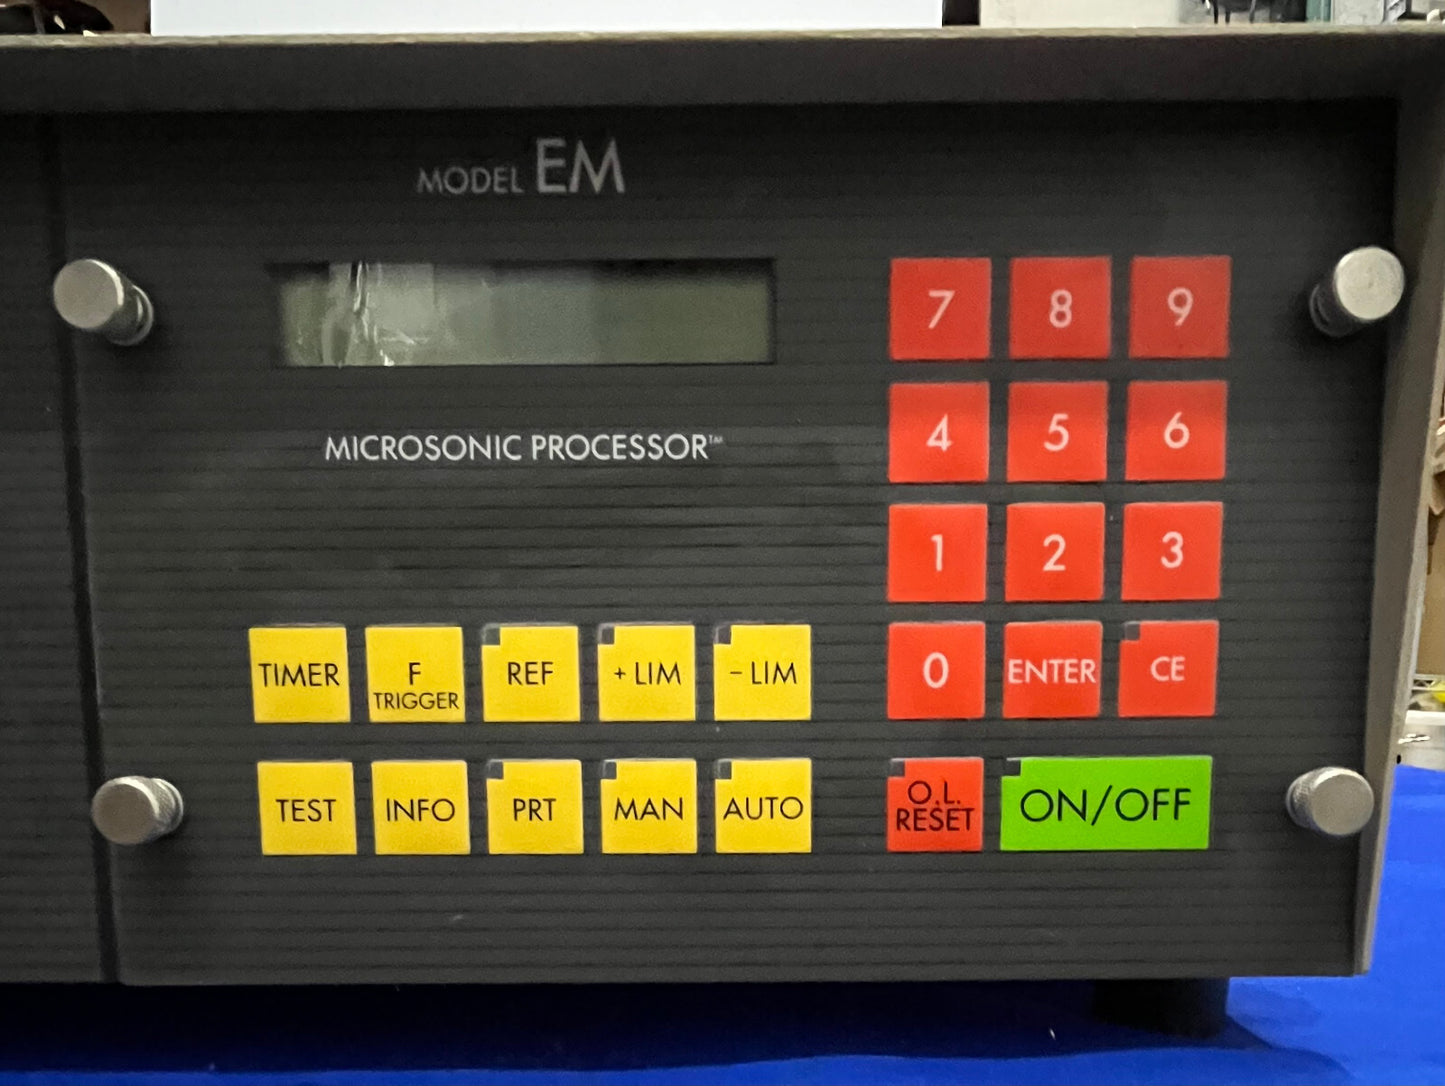 MODEL EM
MICROSONIC PROCESSOR™
7 8 9
4 5 6
1 2 3
0 ENTER CE
TIMER F TRIGGER REF + LIM − LIM
TEST INFO PRT MAN AUTO
O.L. RESET ON/OFF